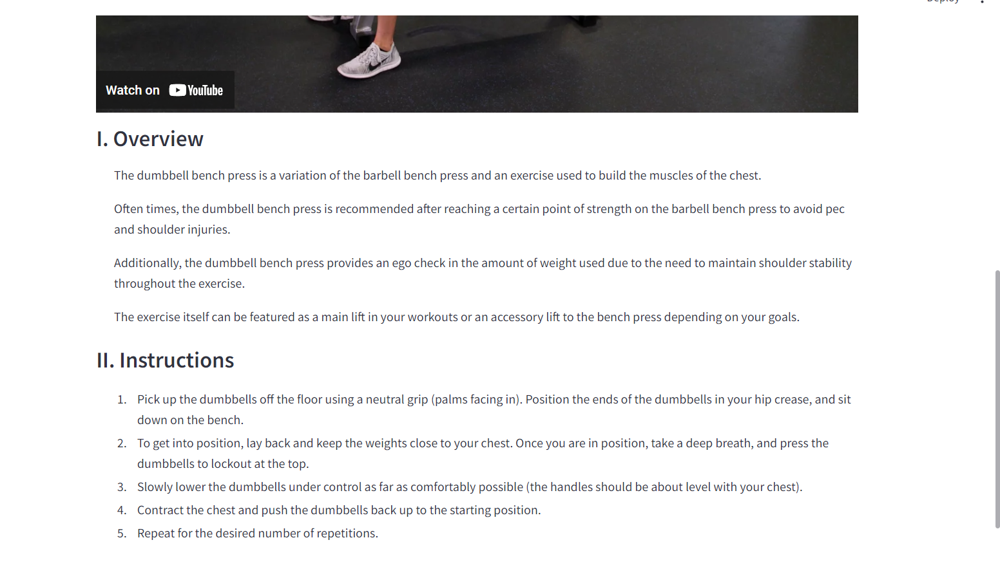 Deploy
Watch on YouTube
I. Overview
The dumbbell bench press is a variation of the barbell bench press and an exercise used to build the muscles of the chest.
Often times, the dumbbell bench press is recommended after reaching a certain point of strength on the barbell bench press to avoid pec
and shoulder injuries.
Additionally, the dumbbell bench press provides an ego check in the amount of weight used due to the need to maintain shoulder stability
throughout the exercise.
The exercise itself can be featured as a main lift in your workouts or an accessory lift to the bench press depending on your goals.
II. Instructions
1. Pick up the dumbbells off the floor using a neutral grip (palms facing in). Position the ends of the dumbbells in your hip crease, and sit
down on the bench.
2. To get into position, lay back and keep the weights close to your chest. Once you are in position, take a deep breath, and press the
dumbbells to lockout at the top.
3. Slowly lower the dumbbells under control as far as comfortably possible (the handles should be about level with your chest).
4. Contract the chest and push the dumbbells back up to the starting position.
5. Repeat for the desired number of repetitions.